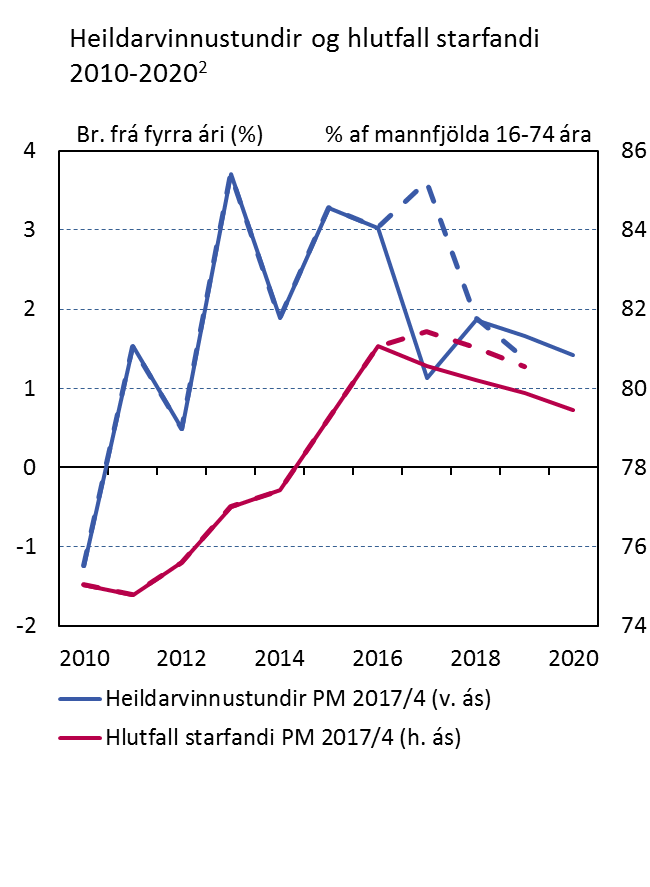 Heildarvinnustundir og hlutfall starfandi
2010-2020²
Br. frá fyrra ári (%) % af mannfjölda 16-74 ára
4 86
3 84
2 82
1 80
0 78
-1 76
-2 74
2010 2012 2014 2016 2018 2020
Heildarvinnustundir PM 2017/4 (v. ás)
Hlutfall starfandi PM 2017/4 (h. ás)